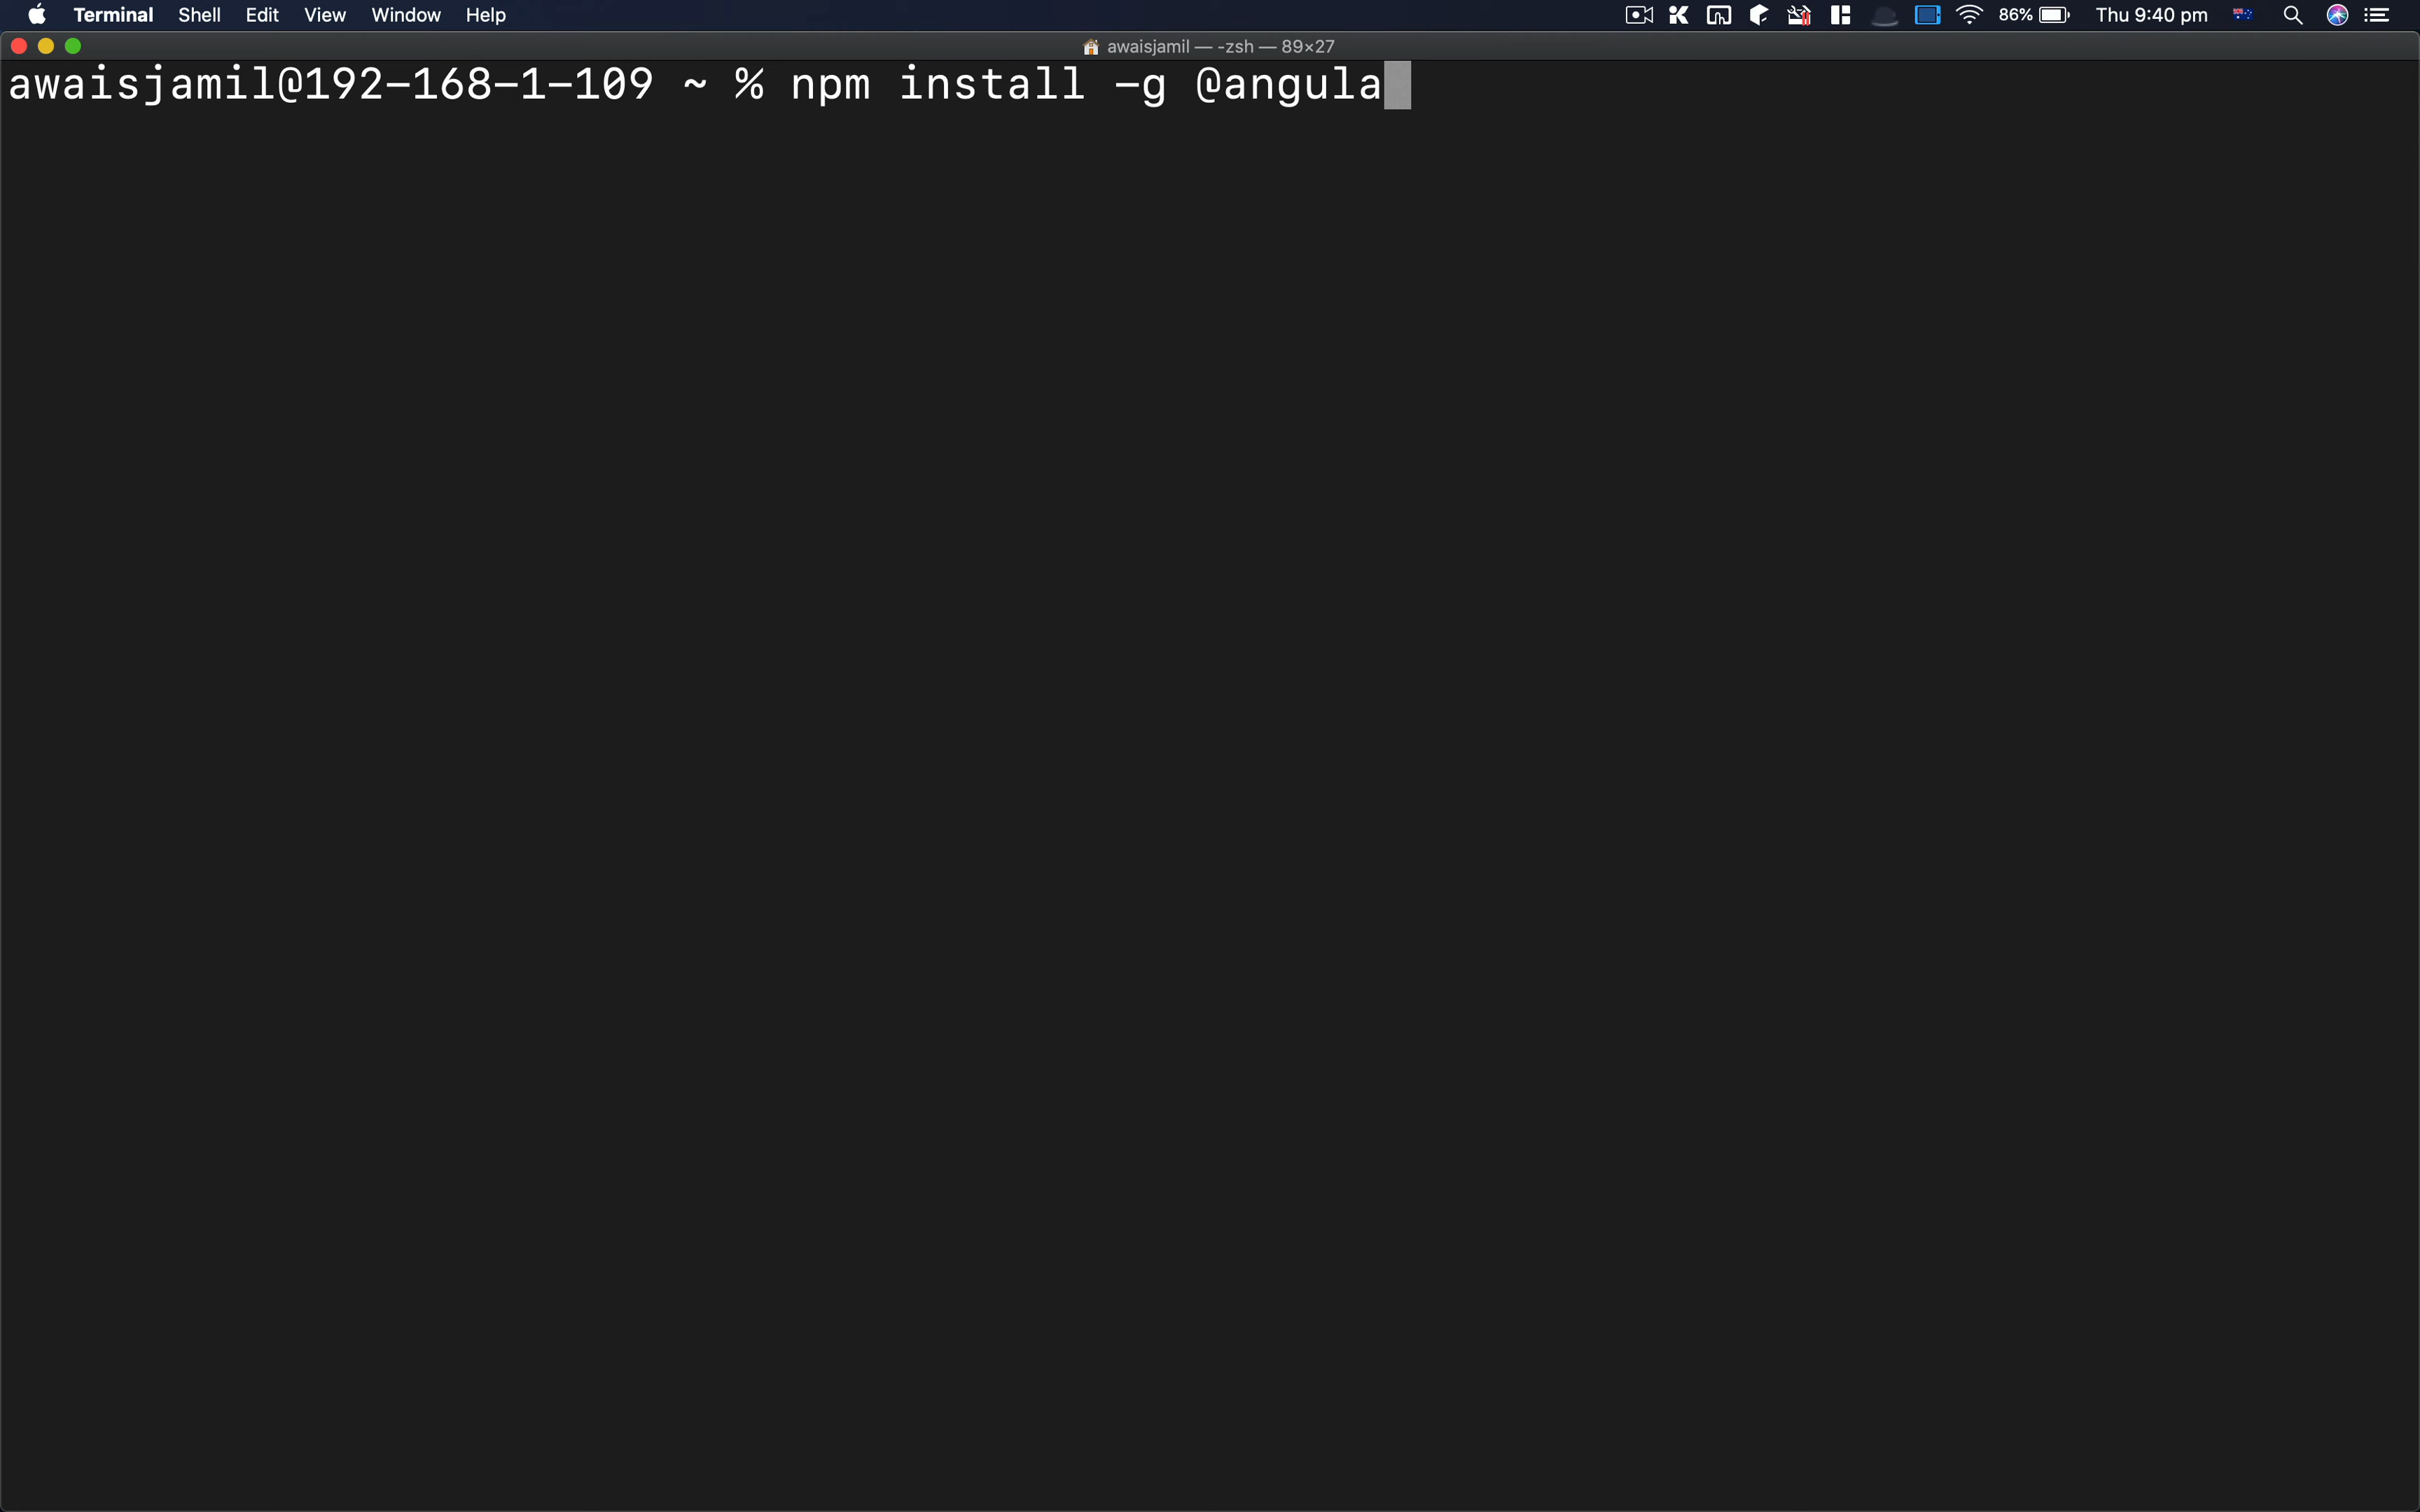 Terminal Shell Edit View Window Help 86% Thu 9:40 pm
awaisjamil — -zsh — 89×27
awaisjamil@192-168-1-109 ~ % npm install -g @angula